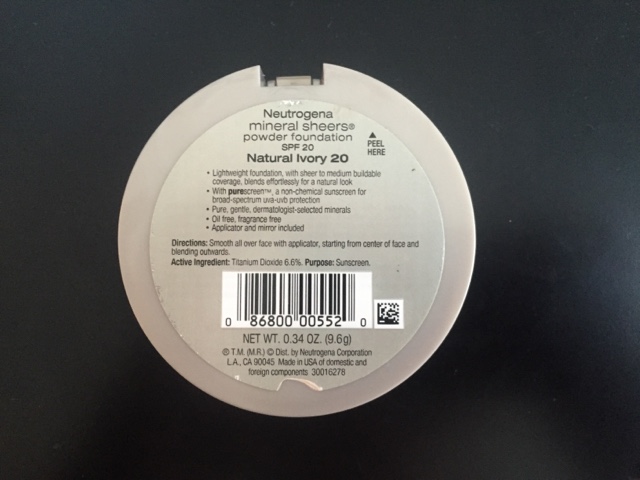 Neutrogena
mineral sheers®
powder foundation
SPF 20
Natural Ivory 20
▲
PEEL
HERE
• Lightweight foundation, with sheer to medium buildable
coverage, blends effortlessly for a natural look
• With purescreen™, a non-chemical sunscreen for
broad-spectrum uva-uvb protection
• Pure, gentle, dermatologist-selected minerals
• Oil free, fragrance free
• Applicator and mirror included
Directions: Smooth all over face with applicator, starting from center of face and
blending outwards.
Active Ingredient: Titanium Dioxide 6.6%. Purpose: Sunscreen.
0 86800 00552 0
NET WT. 0.34 OZ. (9.6g)
® T.M. (M.R.) © Dist. by Neutrogena Corporation
L.A., CA 90045 Made in USA of domestic and
foreign components 30016278